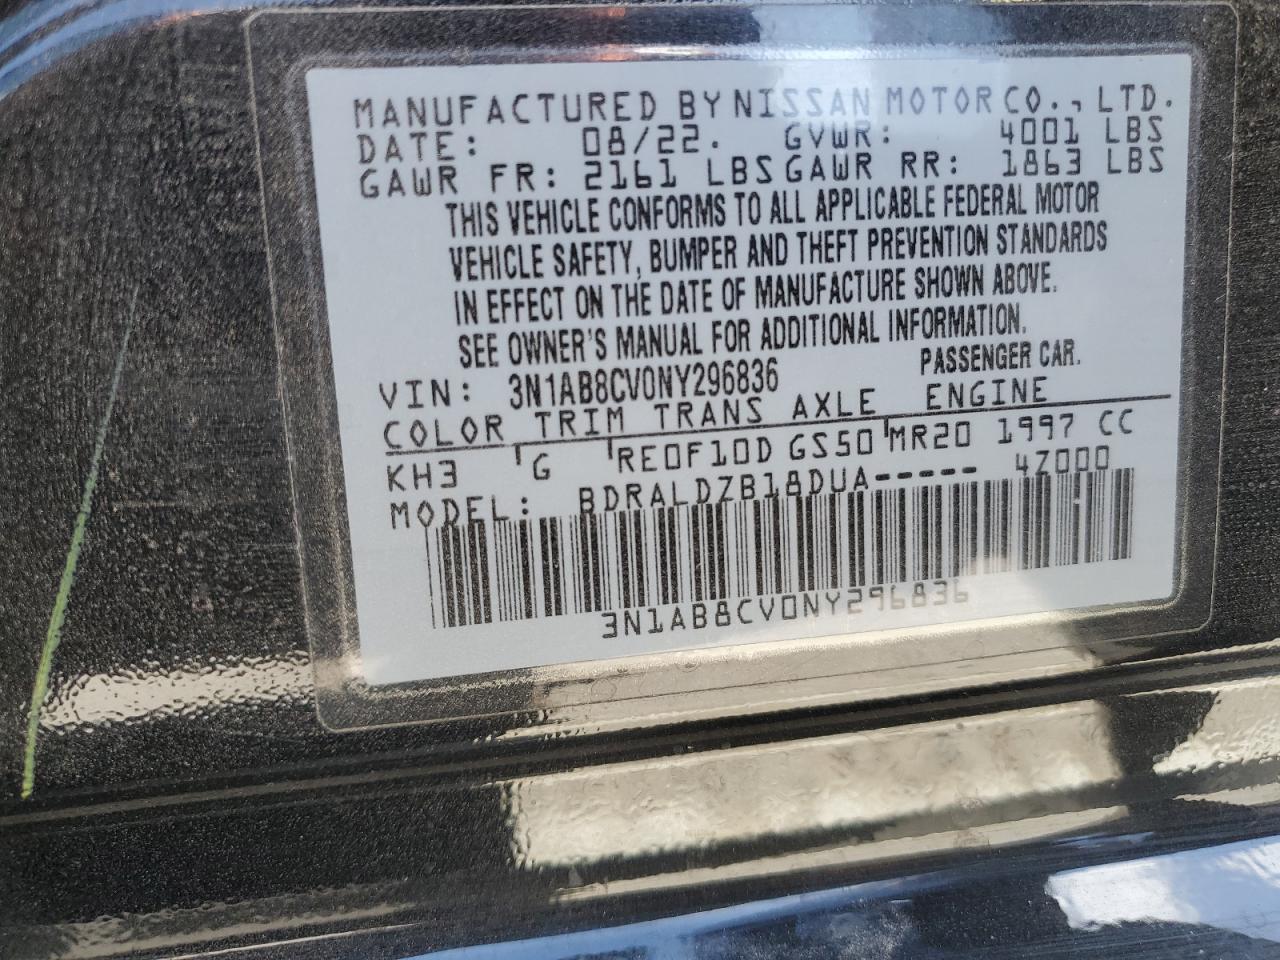 MANUFACTURED BY NISSAN MOTOR CO., LTD.
DATE: 08/22. GVWR: 4001 LBS
GAWR FR: 2161 LBS GAWR RR: 1863 LBS
THIS VEHICLE CONFORMS TO ALL APPLICABLE FEDERAL MOTOR
VEHICLE SAFETY, BUMPER AND THEFT PREVENTION STANDARDS
IN EFFECT ON THE DATE OF MANUFACTURE SHOWN ABOVE.
SEE OWNER'S MANUAL FOR ADDITIONAL INFORMATION.
VIN: 3N1AB8CV0NY296836 PASSENGER CAR.
COLOR TRIM TRANS AXLE ENGINE
KH3 G RE0F10D GS50 MR20 1997 CC
MODEL: BDRALDZB18DUA----- 4Z000
3N1AB8CV0NY296836